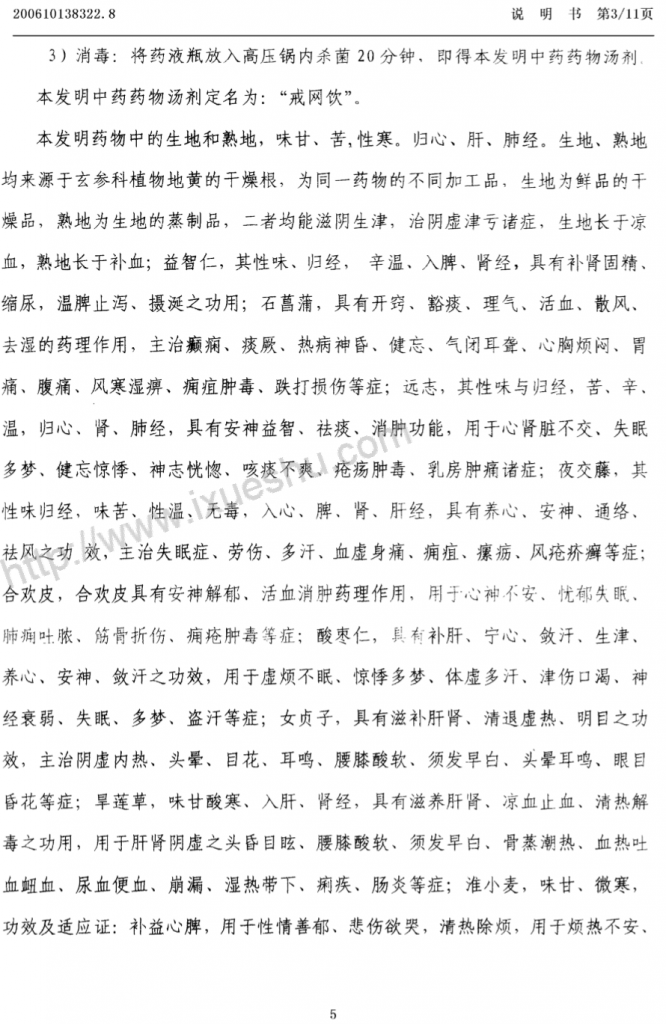 200610138322.8 说 明 书 第3/11页
3）消毒：将药液瓶放入高压锅内杀菌20分钟，即得本发明中药药物汤剂.
本发明中药药物汤剂定名为：“戒网饮”。
本发明药物中的生地和熟地，味甘、苦,性寒。归心、肝、肺经。生地、熟地
均来源于玄参科植物地黄的干燥根，为同一药物的不同加工品，生地为鲜品的干
燥品，熟地为生地的蒸制品，二者均能滋阴生津，治阴虚津亏诸症，生地长于凉
血，熟地长于补血；益智仁，其性味、归经， 辛温、入脾、肾经，具有补肾固精、
缩尿，温脾止泻、摄涎之功用；石菖蒲，具有开窍、豁痰、理气、活血、散风、
去湿的药理作用，主治癫痫、痰厥、热病神昏、健忘、气闭耳聋、心胸烦闷、胃
痛、腹痛、风寒湿痹、痈疽肿毒、跌打损伤等症；远志，其性味与归经，苦、辛、
温，归心、肾、肺经，具有安神益智、祛痰、消肿功能，用于心肾脏不交、失眠
多梦、健忘惊悸、神志恍惚、咳痰不爽、疮疡肿毒、乳房肿痛诸症；夜交藤，其
性味归经，味苦、性温、无毒，入心、脾、肾、肝经，具有养心、安神、通络、
祛风之功 效，主治失眠症、劳伤、多汗、血虚身痛、痈疽、瘰疬、风疮疥癣等症；
合欢皮，合欢皮具有安神解郁、活血消肿药理作用，用于心神不安、忧郁失眠、
肺痈吐脓、筋骨折伤、痈疮肿毒等症；酸枣仁，具有补肝、宁心、敛汗、生津、
养心、安神、敛汗之功效，用于虚烦不眠、惊悸多梦、体虚多汗、津伤口渴、神
经衰弱、失眠、多梦、盗汗等症；女贞子，具有滋补肝肾、清退虚热、明目之功
效，主治阴虚内热、头晕、目花、耳鸣、腰膝酸软、须发早白、头晕耳鸣、眼目
昏花等症；旱莲草，味甘酸寒、入肝、肾经，具有滋养肝肾、凉血止血、清热解
毒之功用，用于肝肾阴虚之头昏目眩、腰膝酸软、须发早白、骨蒸潮热、血热吐
血衄血、尿血便血、崩漏、湿热带下、痢疾、肠炎等症；淮小麦，味甘、微寒，
功效及适应证：补益心脾，用于性情善郁、悲伤欲哭，清热除烦，用于烦热不安、
http://www.ixueshu.com
5